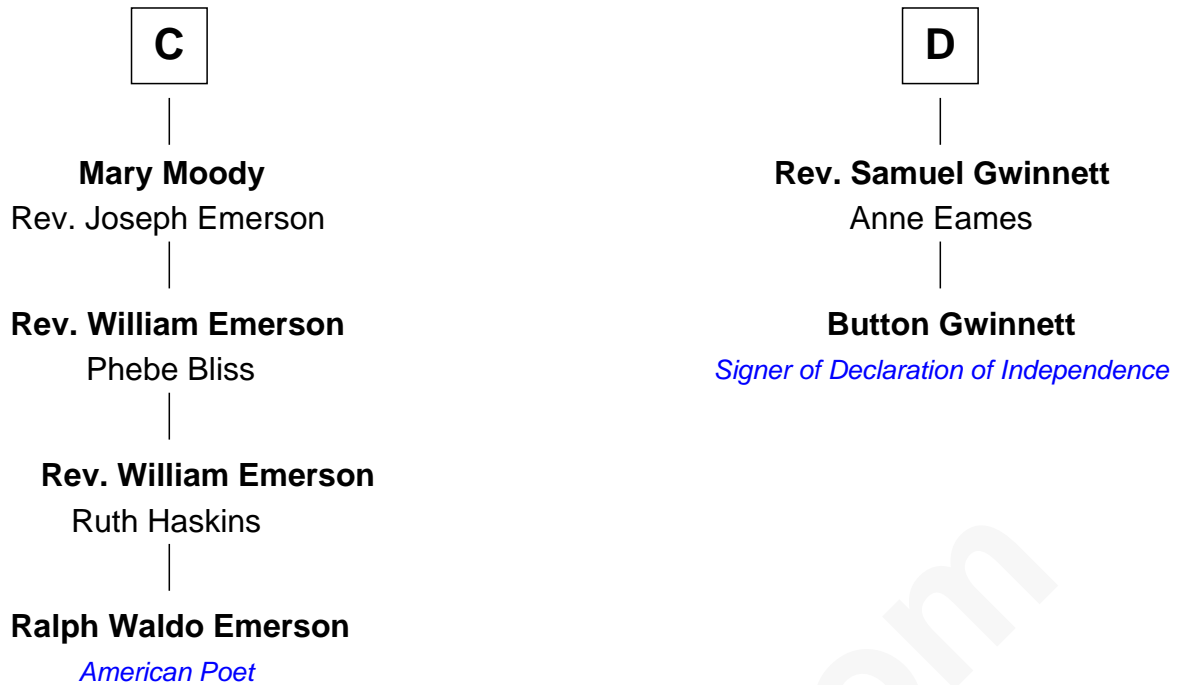 C
Mary Moody
Rev. Joseph Emerson
Rev. William Emerson
Phebe Bliss
Rev. William Emerson
Ruth Haskins
Ralph Waldo Emerson
American Poet
D
Rev. Samuel Gwinnett
Anne Eames
Button Gwinnett
Signer of Declaration of Independence
om